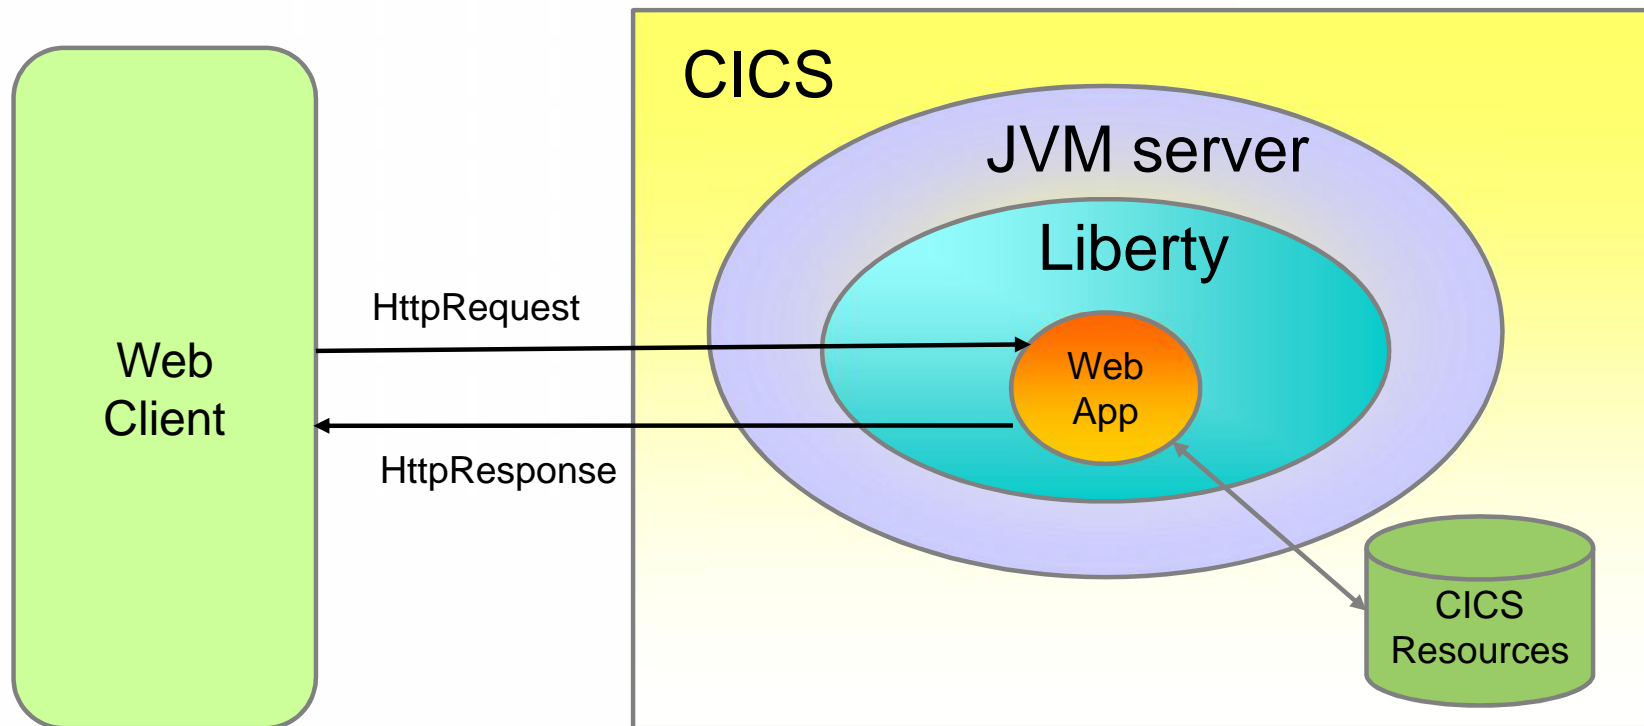 CICS
JVM server
Liberty
HttpRequest
Web
Client
Web
App
HttpResponse
CICS
Resources